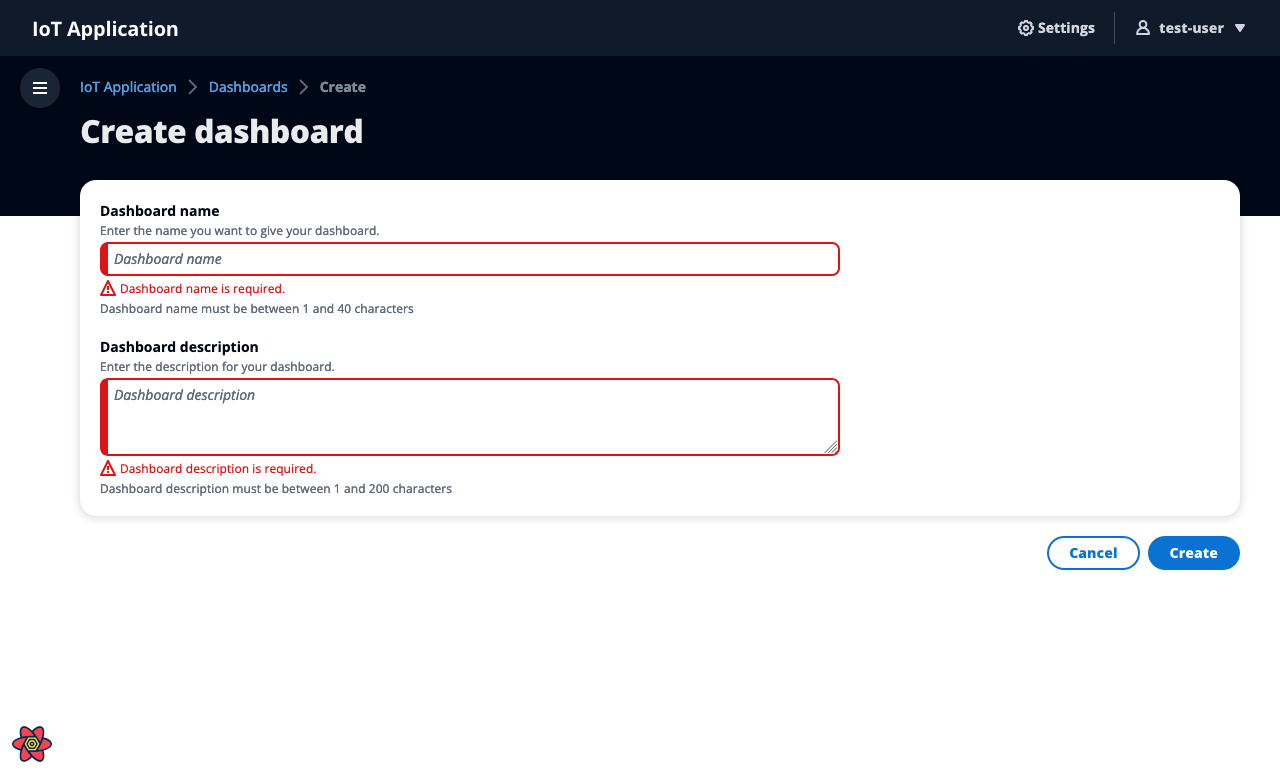 IoT Application
Settings
test-user
IoT Application
Dashboards
Create
Create dashboard
Dashboard name
Enter the name you want to give your dashboard.
Dashboard name
Dashboard name is required.
Dashboard name must be between 1 and 40 characters
Dashboard description
Enter the description for your dashboard.
Dashboard description
Dashboard description is required.
Dashboard description must be between 1 and 200 characters
Cancel
Create